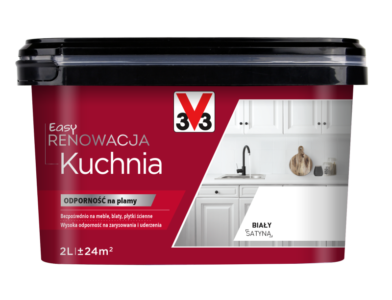 V33
Easy
RENOWACJA
Kuchnia
ODPORNOŚĆ na plamy
Bezpośrednio na meble, blaty, płytki ścienne
Wysoka odporność na zarysowania i uderzenia
2L | ±24m²
BIAŁY
SATYNA